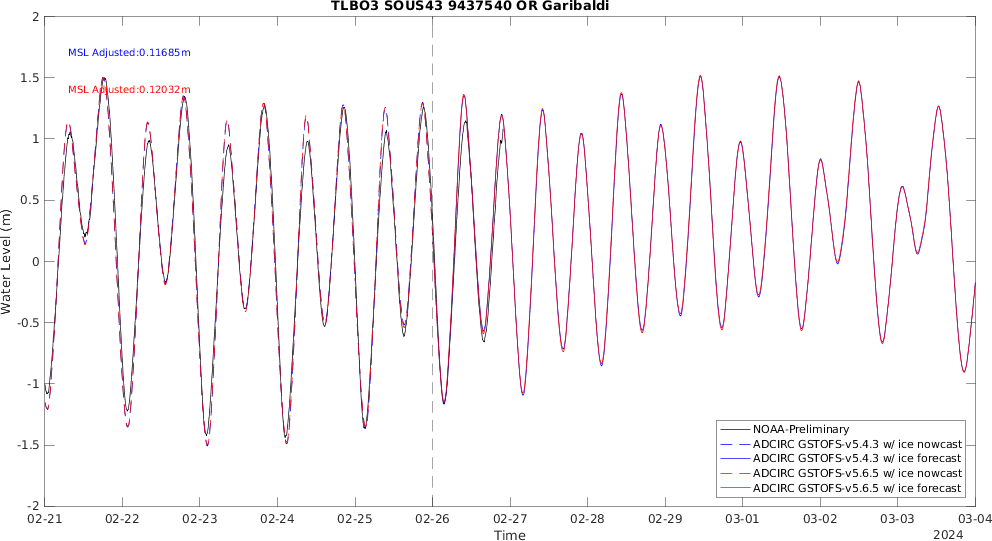 TLBO3 SOUS43 9437540 OR Garibaldi
MSL Adjusted:0.11685m
MSL Adjusted:0.12032m
Water Level (m)
2
1.5
1
0.5
0
-0.5
-1
-1.5
-2
NOAA-Preliminary
ADCIRC GSTOFS-v5.4.3 w/ ice nowcast
ADCIRC GSTOFS-v5.4.3 w/ ice forecast
ADCIRC GSTOFS-v5.6.5 w/ ice nowcast
ADCIRC GSTOFS-v5.6.5 w/ ice forecast
02-21 02-22 02-23 02-24 02-25 02-26 02-27 02-28 02-29 03-01 03-02 03-03 03-04
Time
2024